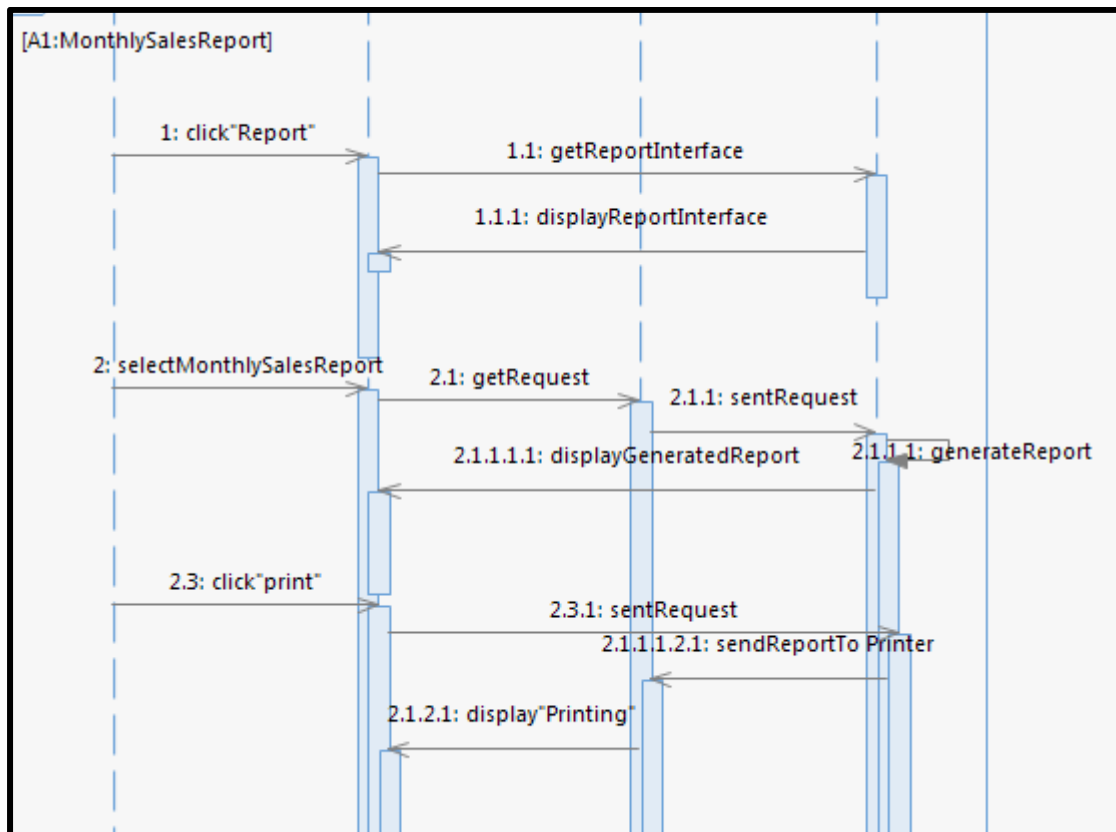 [A1:MonthlySalesReport]
1: click"Report"
1.1: getReportInterface
1.1.1: displayReportInterface
2: selectMonthlySalesReport
2.1: getRequest
2.1.1: sentRequest
2.1.1.1: generateReport
2.1.1.1.1: displayGeneratedReport
2.3: click"print"
2.3.1: sentRequest
2.1.1.1.2.1: sendReportTo Printer
2.1.2.1: display"Printing"